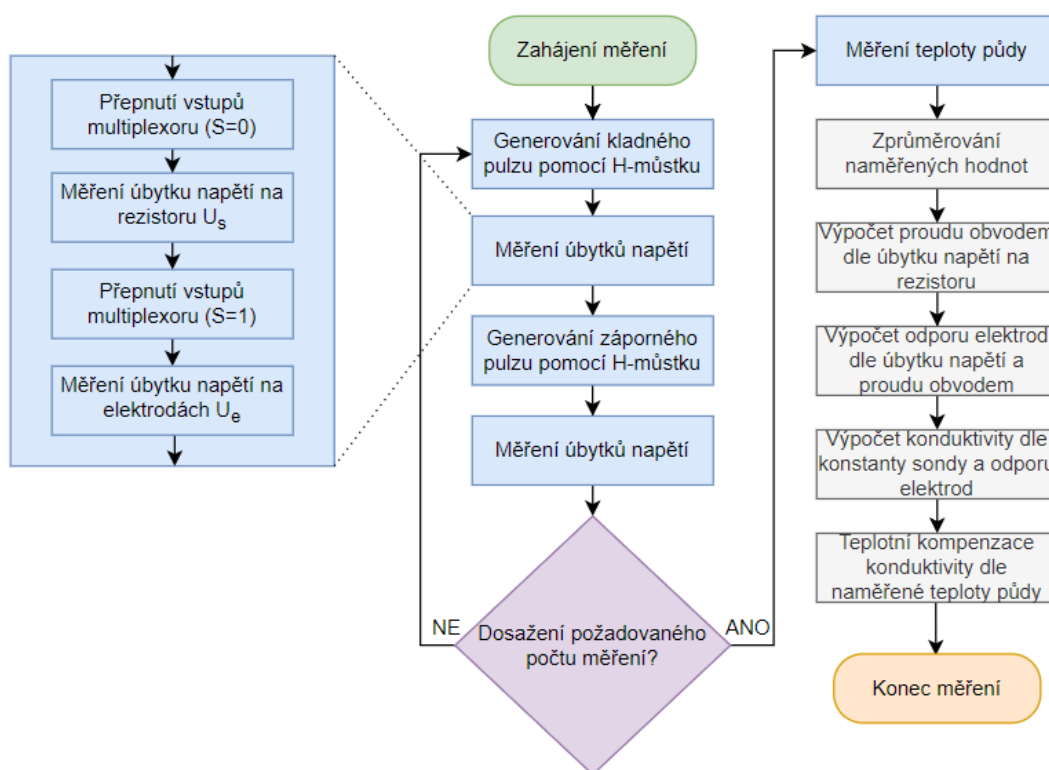 Přepnutí vstupů
multiplexoru (S=0)
Měření úbytku napětí na
rezistoru Us
Přepnutí vstupů
multiplexoru (S=1)
Měření úbytku napětí na
elektrodách Ue
Zahájení měření
Generování kladného
pulzu pomocí H-můstku
Měření úbytků napětí
Generování záporného
pulzu pomocí H-můstku
Měření úbytků napětí
NE
Dosažení požadovaného
počtu měření?
ANO
Měření teploty půdy
Zprůměrování
naměřených hodnot
Výpočet proudu obvodem
dle úbytku napětí na
rezistoru
Výpočet odporu elektrod
dle úbytku napětí a
proudu obvodem
Výpočet konduktivity dle
konstanty sondy a odporu
elektrod
Teplotní kompenzace
konduktivity dle
naměřené teploty půdy
Konec měření